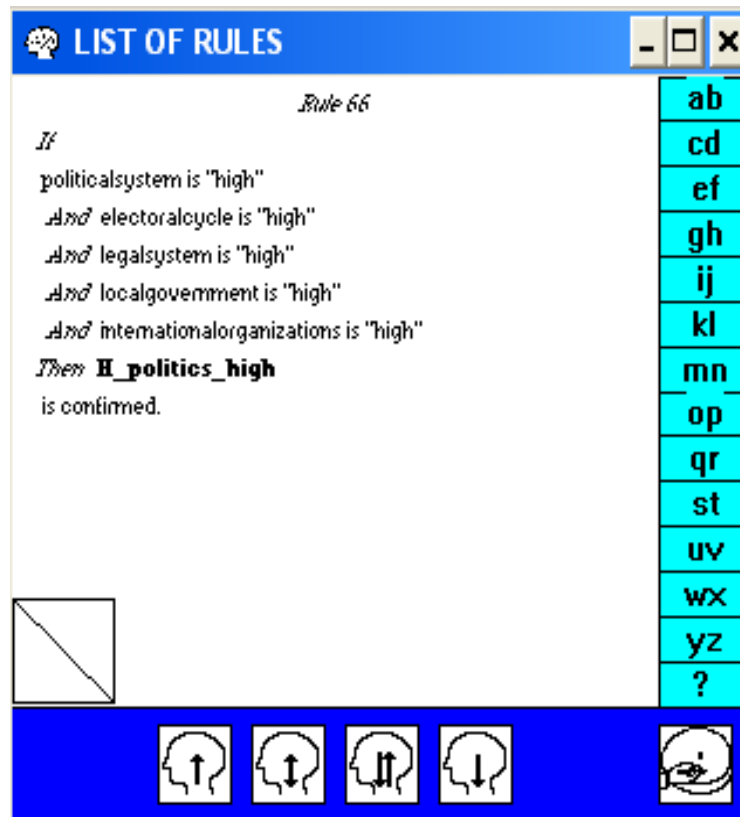 LIST OF RULES
Rule 66
If
politicalsystem is "high"
And electoralcycle is "high"
And legalsystem is "high"
And localgovernment is "high"
And internationalorganizations is "high"
Then H_politics_high
is confirmed.
ab
cd
ef
gh
ij
kl
mn
op
qr
st
uv
wx
yz
?